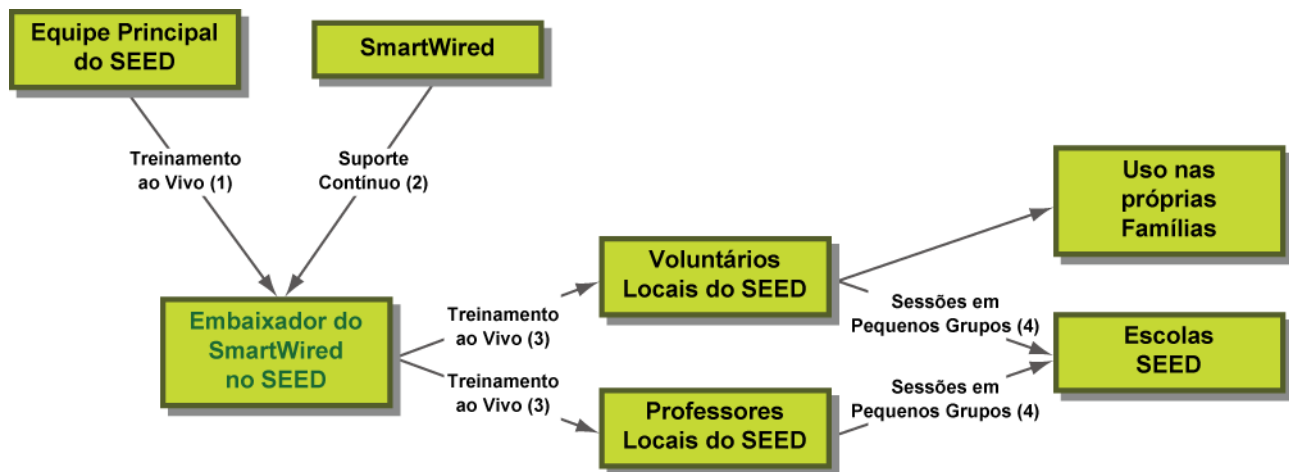 Equipe Principal
do SEED
SmartWired
Treinamento
ao Vivo (1)
Suporte
Contínuo (2)
Embaixador do
SmartWired
no SEED
Treinamento
ao Vivo (3)
Treinamento
ao Vivo (3)
Voluntários
Locais do SEED
Professores
Locais do SEED
Sessões em
Pequenos Grupos (4)
Sessões em
Pequenos Grupos (4)
Uso nas
próprias
Famílias
Escolas
SEED